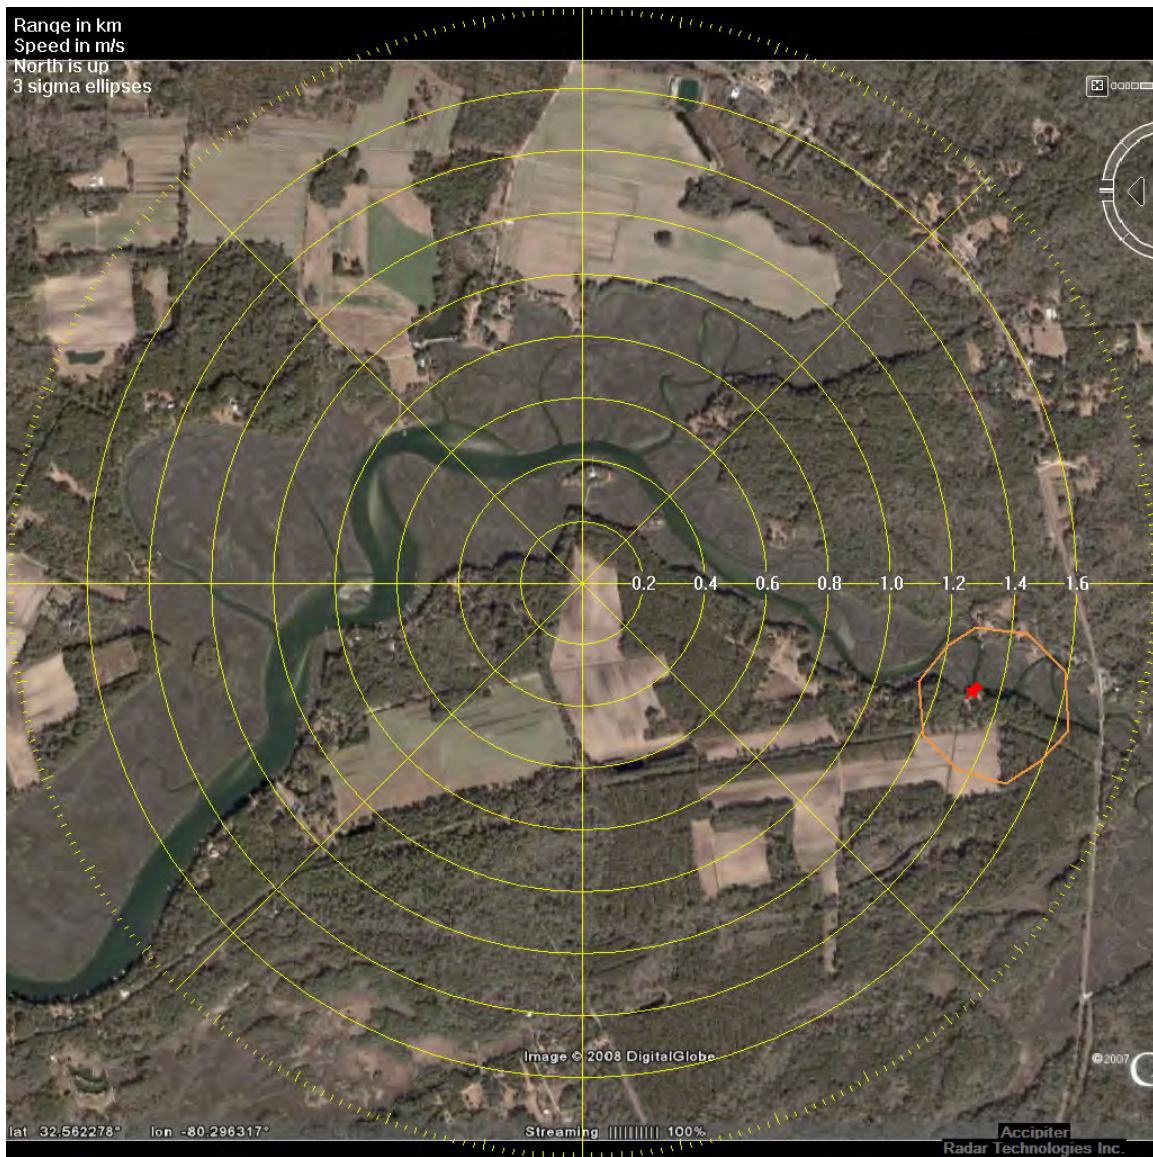 Range in km
Speed in m/s
North is up
3 sigma ellipses
0.2 0.4 0.6 0.8 1.0 1.2 1.4 1.6
Image © 2008 DigitalGlobe
©2007
lat 32.562278° lon -80.296317° Streaming 100%
Accipiter
Radar Technologies Inc.